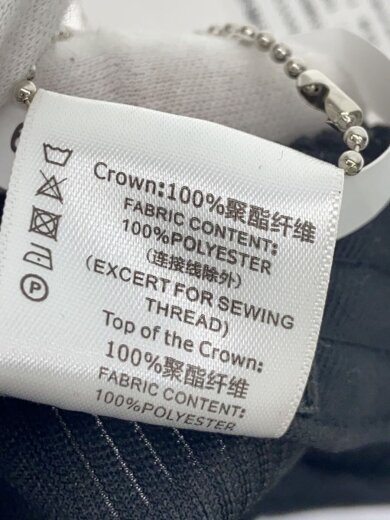 Crown:100%聚酯纤维
FABRIC CONTENT:
100%POLYESTER
(连接线除外)
(EXCERT FOR SEWING
THREAD)
Top of the Crown:
100%聚酯纤维
FABRIC CONTENT:
100%POLYESTER
P